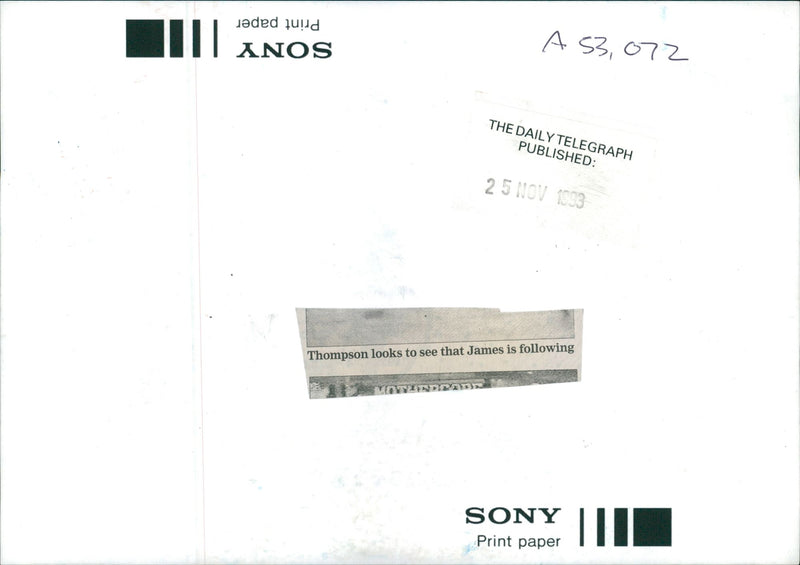 Print paper
SONY
A 53,072
THE DAILY TELEGRAPH
PUBLISHED:
25 NOV 1993
Thompson looks to see that James is following
MOTHERCARE
SONY
Print paper